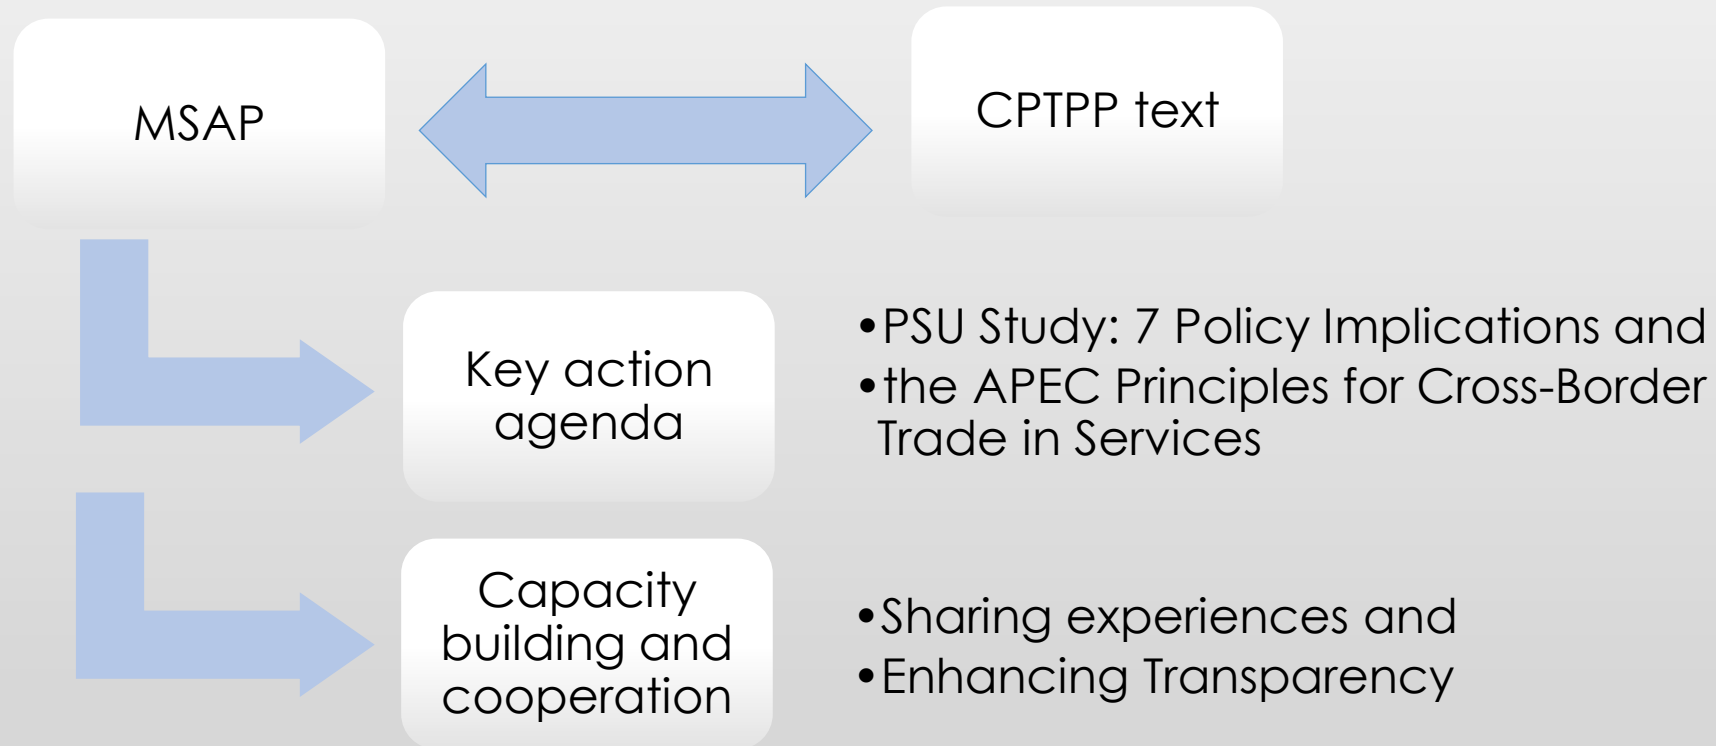 MSAP
CPTPP text
Key action
agenda
•PSU Study: 7 Policy Implications and
•the APEC Principles for Cross-Border
Trade in Services
Capacity
building and
cooperation
•Sharing experiences and
•Enhancing Transparency